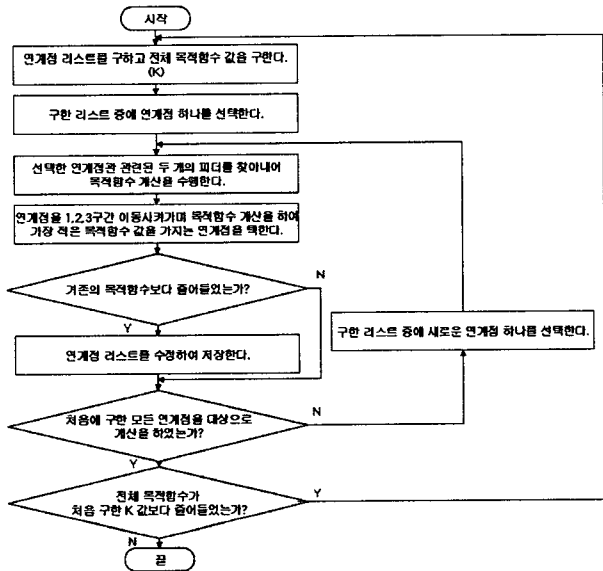 시작
연계점 리스트를 구하고 전체 목적함수 값을 구한다.
(K)
구한 리스트 중에 연계점 하나를 선택한다.
선택한 연계점관 관련된 두 개의 피더를 찾아내어
목적함수 계산을 수행한다.
연계점을 1,2,3구간 이동시켜가며 목적함수 계산을 하여
가장 적은 목적함수 값을 가지는 연계점을 택한다.
기존의 목적함수보다 줄어들었는가?
N
Y
연계점 리스트를 수정하여 저장한다.
구한 리스트 중에 새로운 연계점 하나를 선택한다.
처음에 구한 모든 연계점을 대상으로
계산을 하였는가?
N
Y
전체 목적함수가
처음 구한 K 값보다 줄어들었는가?
Y
N
끝